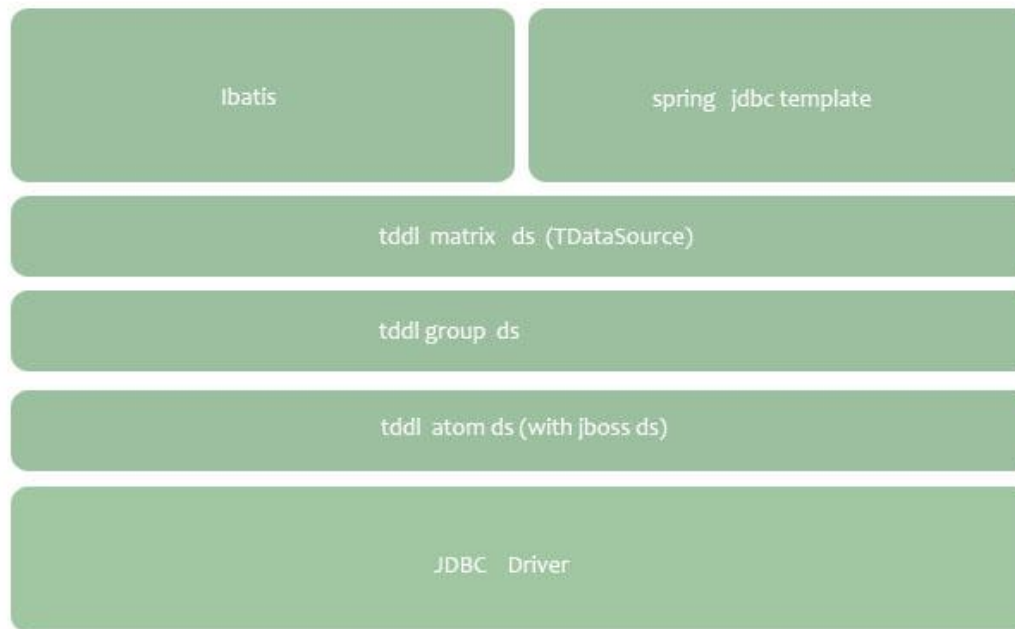 Ibatis
spring jdbc template
tddl matrix ds (TDataSource)
tddl group ds
tddl atom ds (with jboss ds)
JDBC Driver